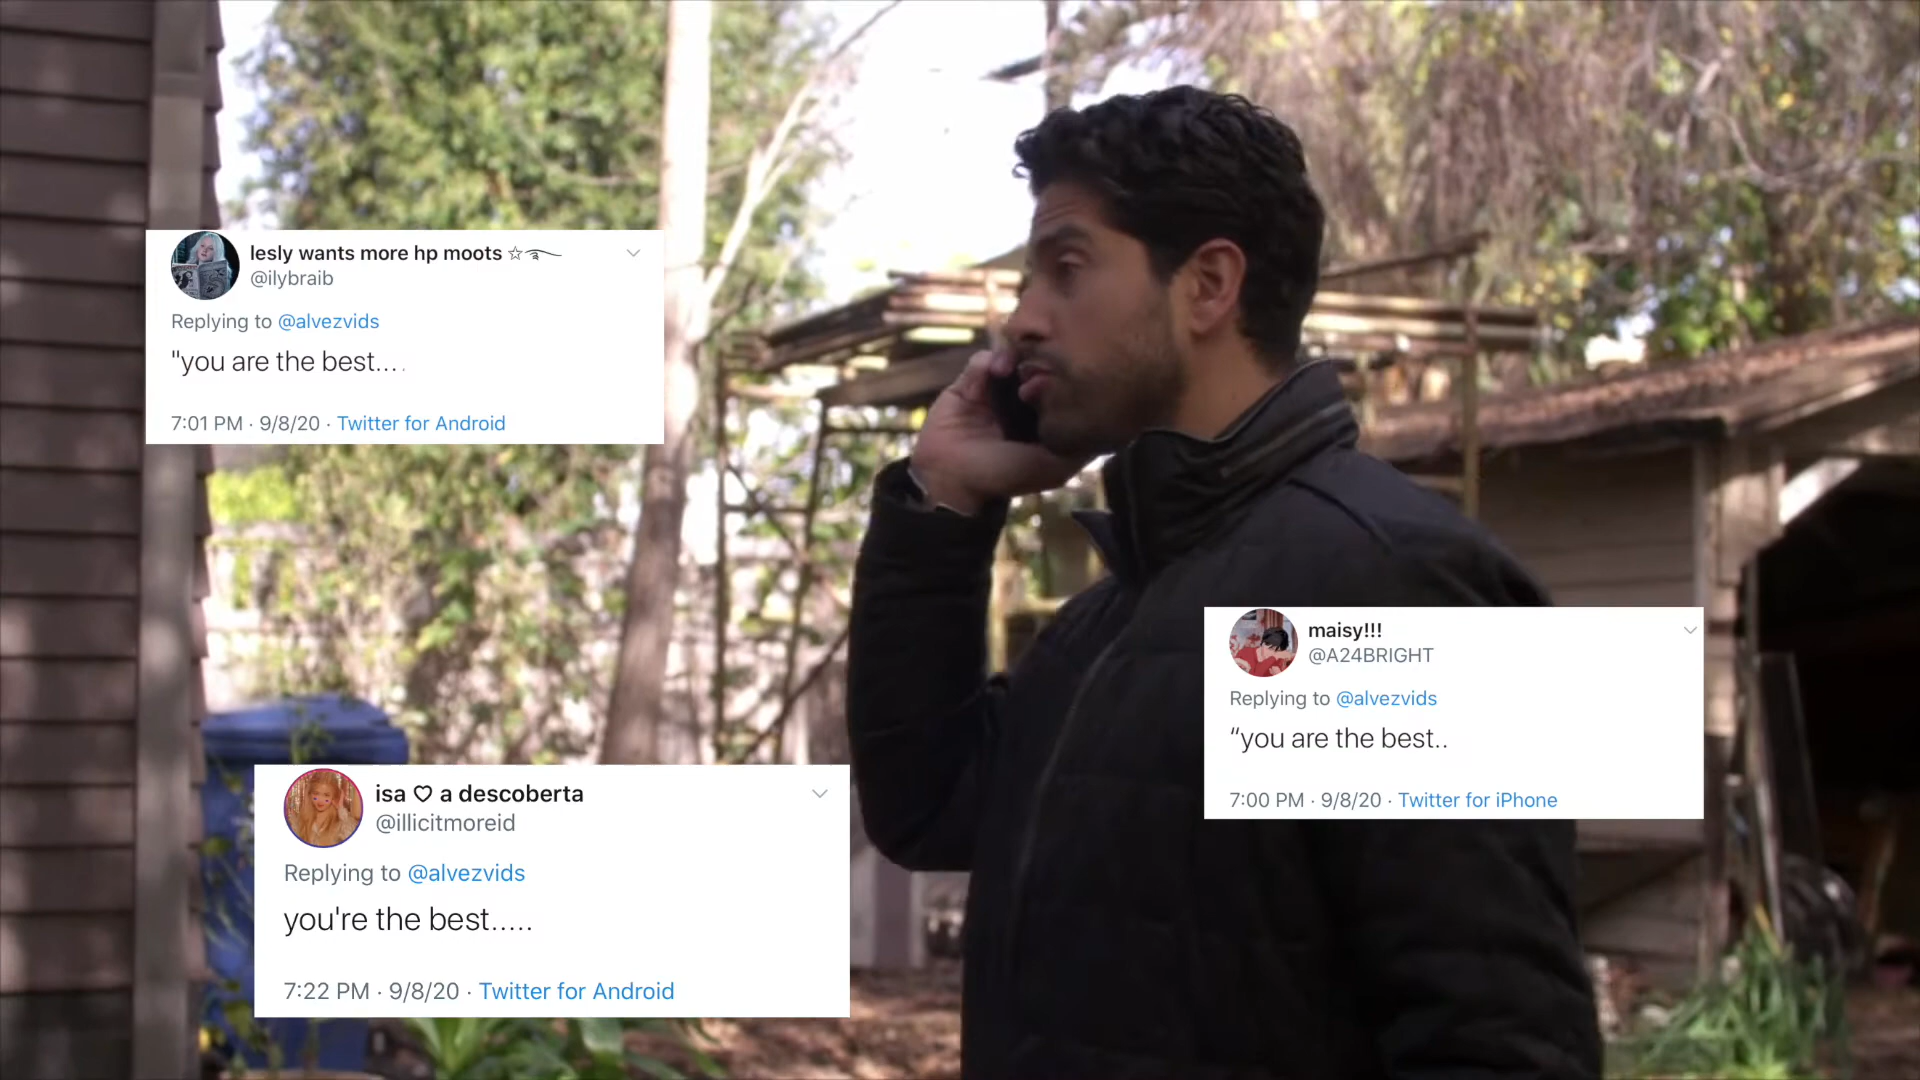 lesly wants more hp moots ☆
@ilybraib
Replying to @alvezvids
"you are the best....
7:01 PM · 9/8/20 · Twitter for Android
maisy!!!
@A24BRIGHT
Replying to @alvezvids
“you are the best..
7:00 PM · 9/8/20 · Twitter for iPhone
isa ♡ a descoberta
@illicitmoreid
Replying to @alvezvids
you're the best.....
7:22 PM · 9/8/20 · Twitter for Android